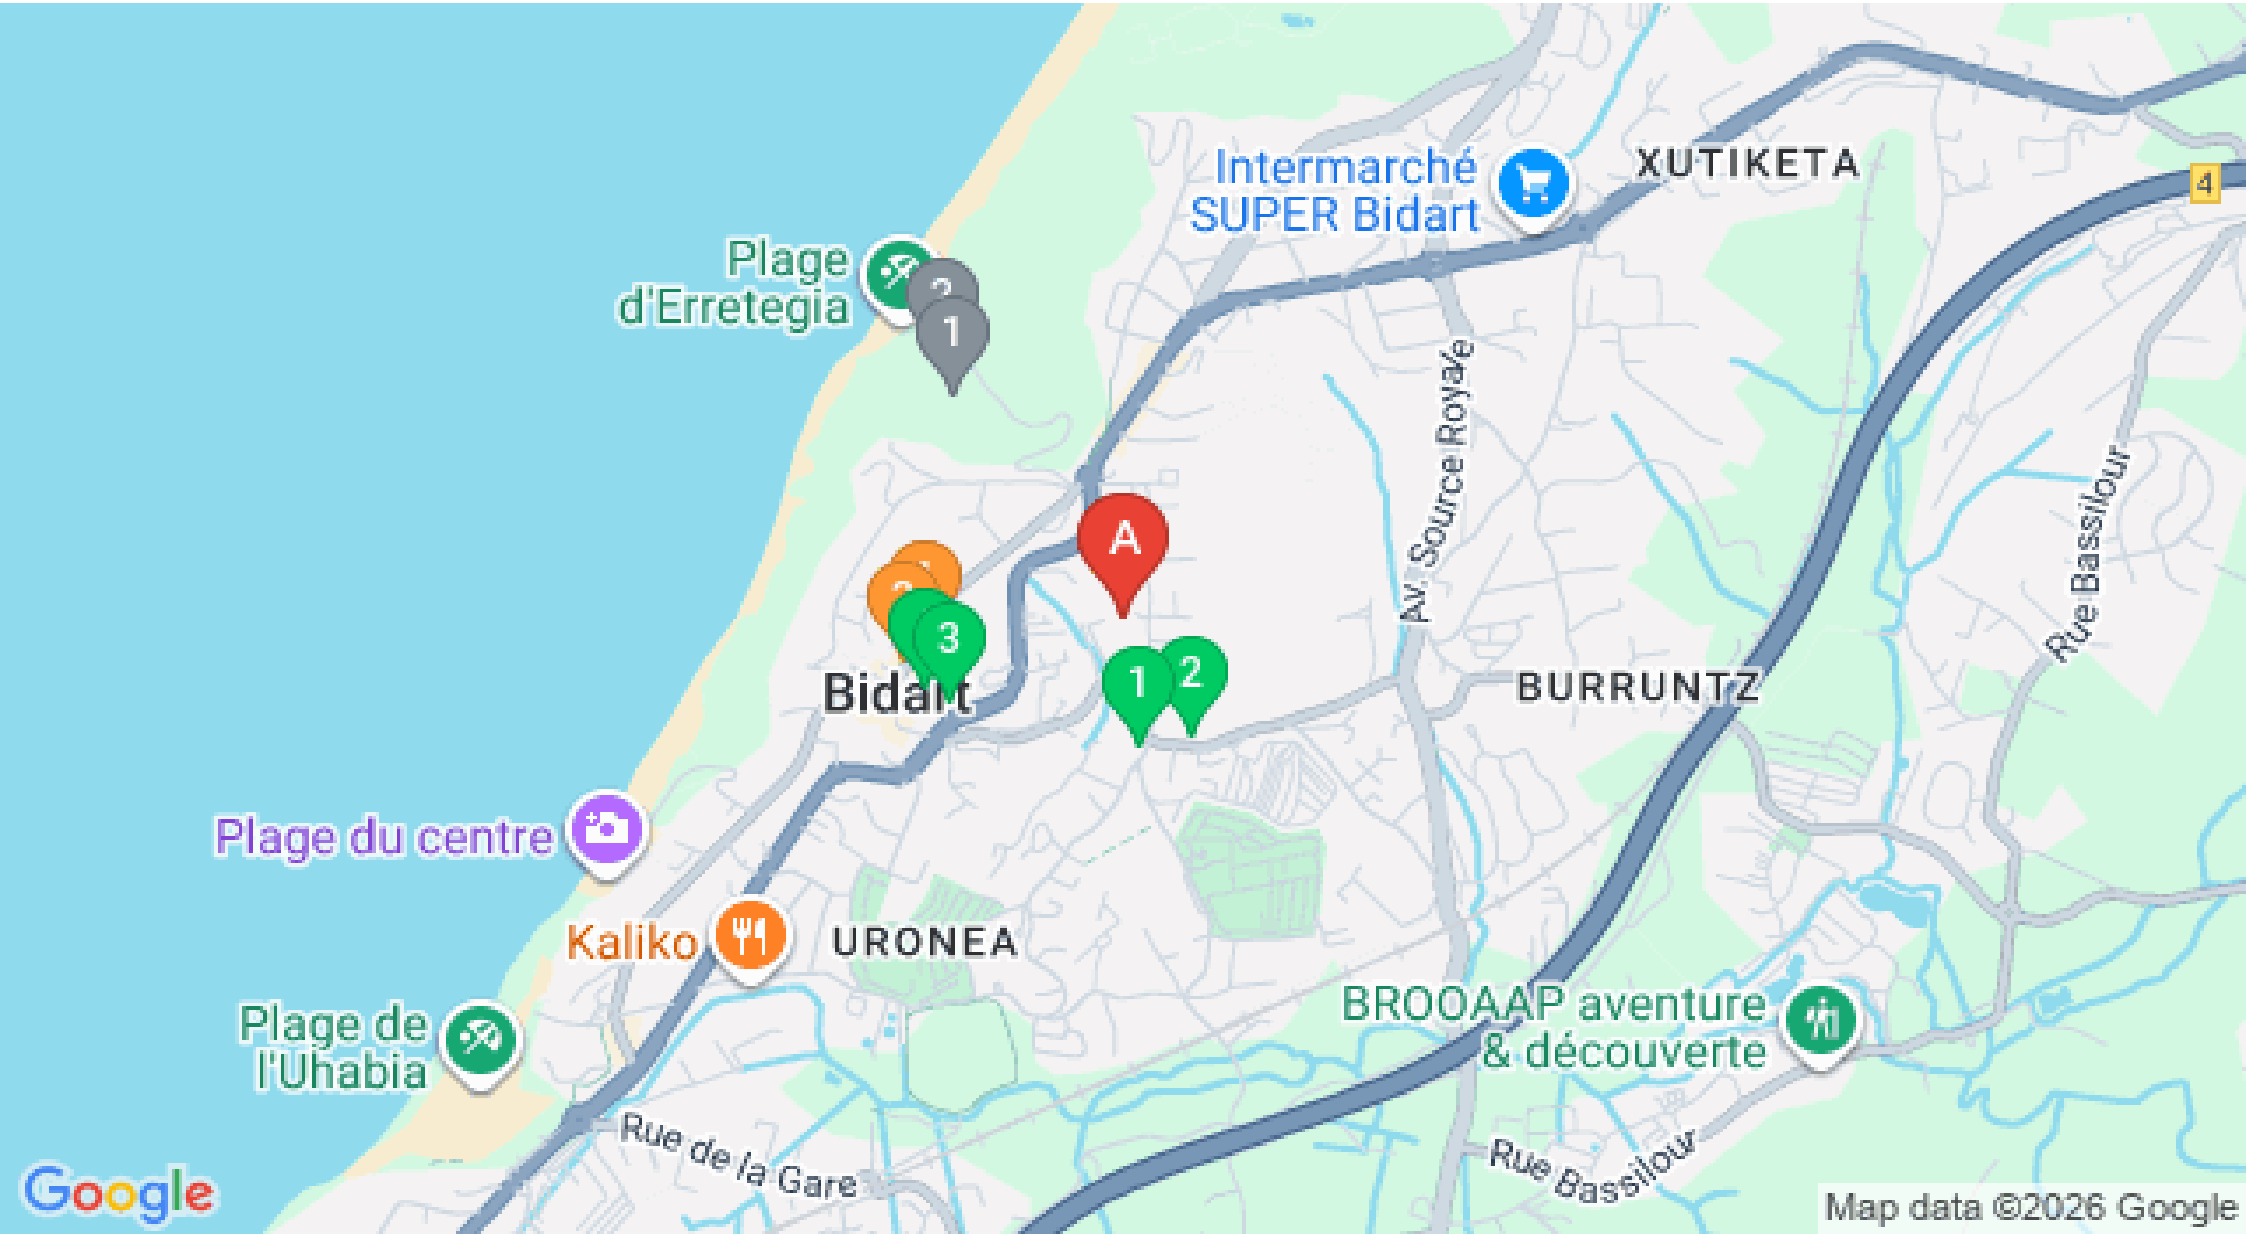 Intermarché
SUPER Bidart
XUTIKETA
4
Plage
d'Erretegia
2
1
Av. Source Royale
Rue Bassilour
A
3
1
2
Bidart
BURRUNTZ
Plage du centre
Kaliko
URONEA
Plage de
l'Uhabia
BROOAAP aventure
& découverte
Rue de la Gare
Rue Bassilour
Google
Map data ©2026 Google